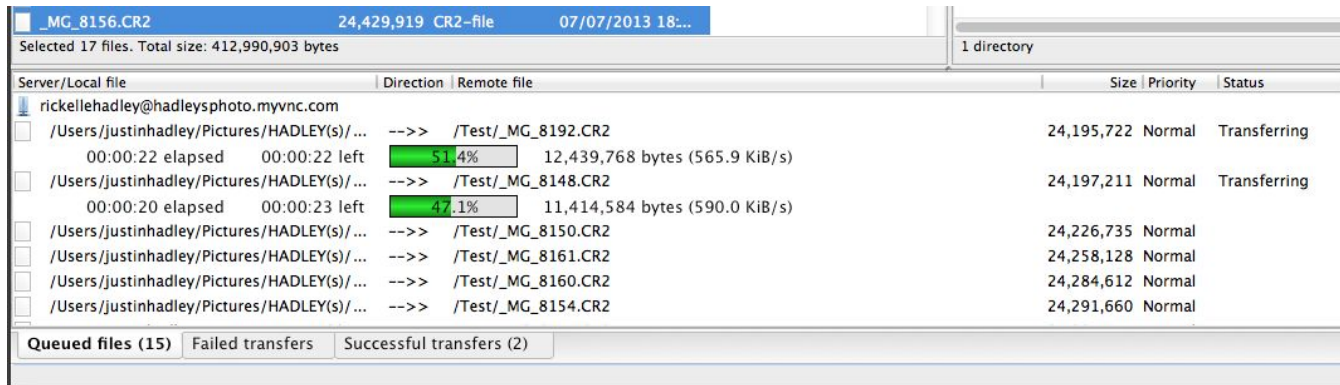 _MG_8156.CR2 24,429,919 CR2-file 07/07/2013 18:...
Selected 17 files. Total size: 412,990,903 bytes 1 directory
Server/Local file Direction Remote file Size Priority Status
rickellehadley@hadleysphoto.myvnc.com
/Users/justinhadley/Pictures/HADLEY(s)/... -->> /Test/_MG_8192.CR2 24,195,722 Normal Transferring
00:00:22 elapsed 00:00:22 left 51.4% 12,439,768 bytes (565.9 KiB/s)
/Users/justinhadley/Pictures/HADLEY(s)/... -->> /Test/_MG_8148.CR2 24,197,211 Normal Transferring
00:00:20 elapsed 00:00:23 left 47.1% 11,414,584 bytes (590.0 KiB/s)
/Users/justinhadley/Pictures/HADLEY(s)/... -->> /Test/_MG_8150.CR2 24,226,735 Normal
/Users/justinhadley/Pictures/HADLEY(s)/... -->> /Test/_MG_8161.CR2 24,258,128 Normal
/Users/justinhadley/Pictures/HADLEY(s)/... -->> /Test/_MG_8160.CR2 24,284,612 Normal
/Users/justinhadley/Pictures/HADLEY(s)/... -->> /Test/_MG_8154.CR2 24,291,660 Normal
Queued files (15) Failed transfers Successful transfers (2)